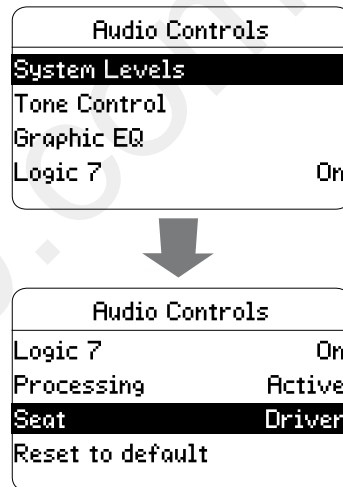 Audio Controls
System Levels
Tone Control
Graphic EQ
Logic 7 On
Audio Controls
Logic 7 On
Processing Active
Seat Driver
Reset to default